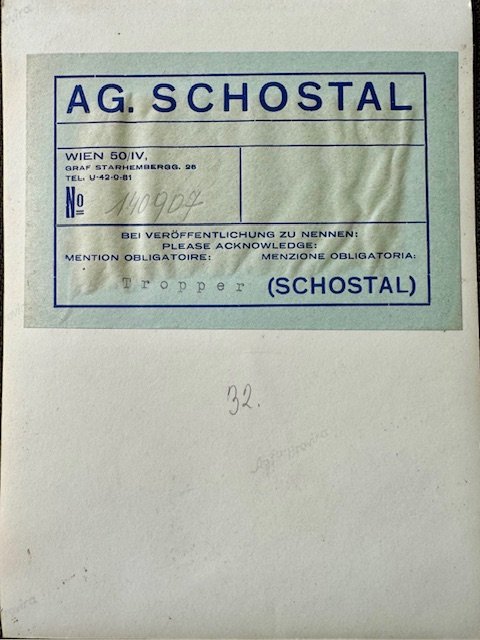 AG. SCHOSTAL
WIEN 50/IV,
GRAF STARHEMBERGG. 26
TEL: U-42-0-81
No 140907
BEI VERÖFFENTLICHUNG ZU NENNEN:
PLEASE ACKNOWLEDGE:
MENTION OBLIGATOIRE: MENZIONE OBLIGATORIA:
Tropper (SCHOSTAL)
32.